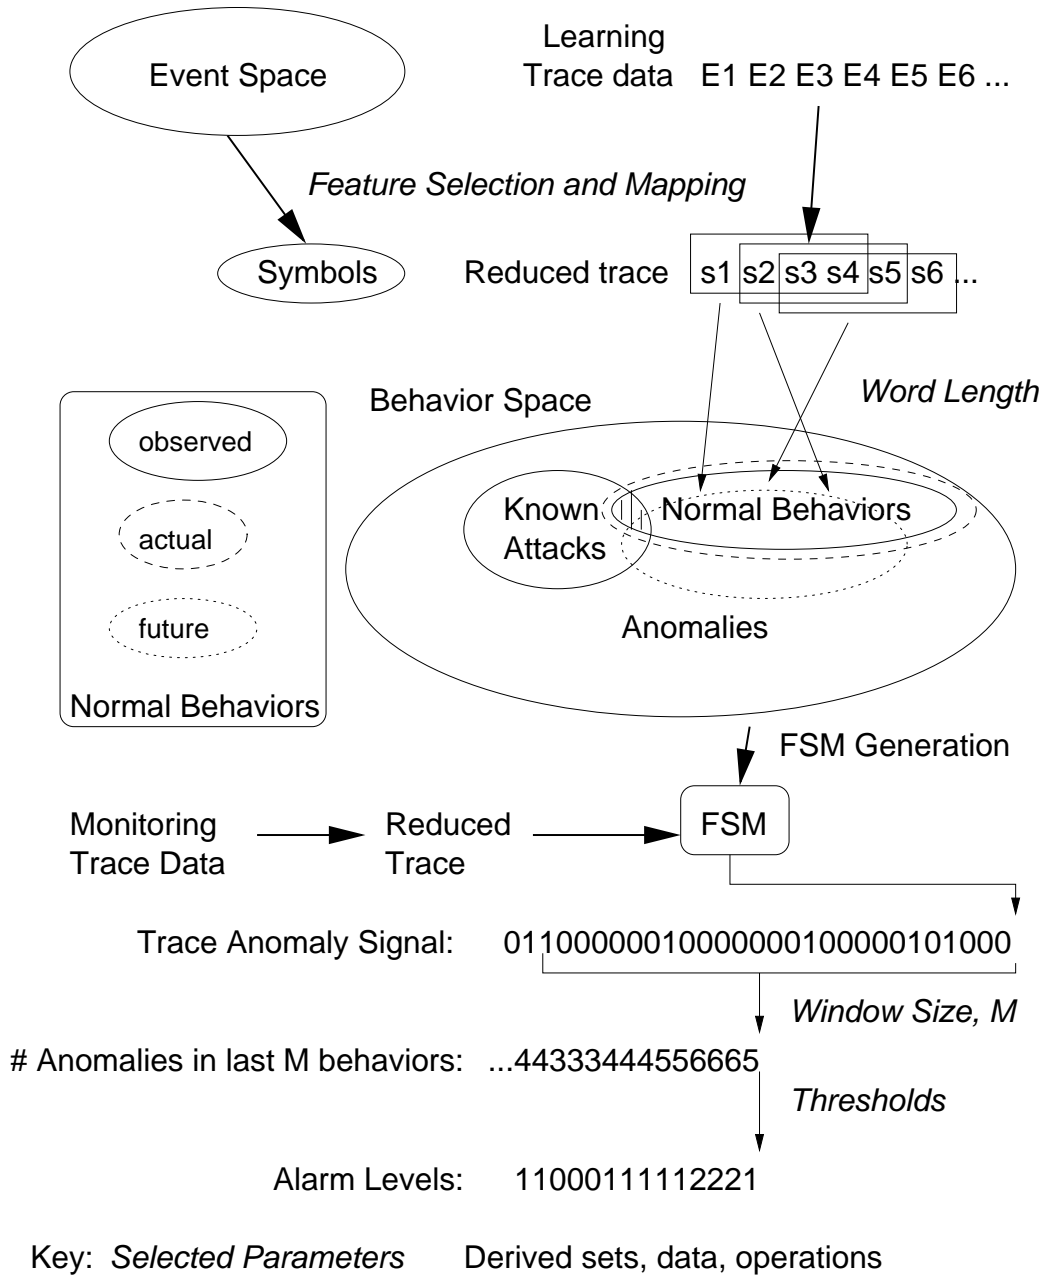 Event Space
Learning
Trace data E1 E2 E3 E4 E5 E6 ...
Feature Selection and Mapping
Symbols
Reduced trace s1 s2 s3 s4 s5 s6 ...
Word Length
Behavior Space
observed
actual
future
Normal Behaviors
Known
Attacks
Normal Behaviors
Anomalies
FSM Generation
Monitoring
Trace Data
Reduced
Trace
FSM
Trace Anomaly Signal: 01100000010000000100000101000
Window Size, M
# Anomalies in last M behaviors: ...44333444556665
Thresholds
Alarm Levels: 11000111112221
Key: Selected Parameters Derived sets, data, operations